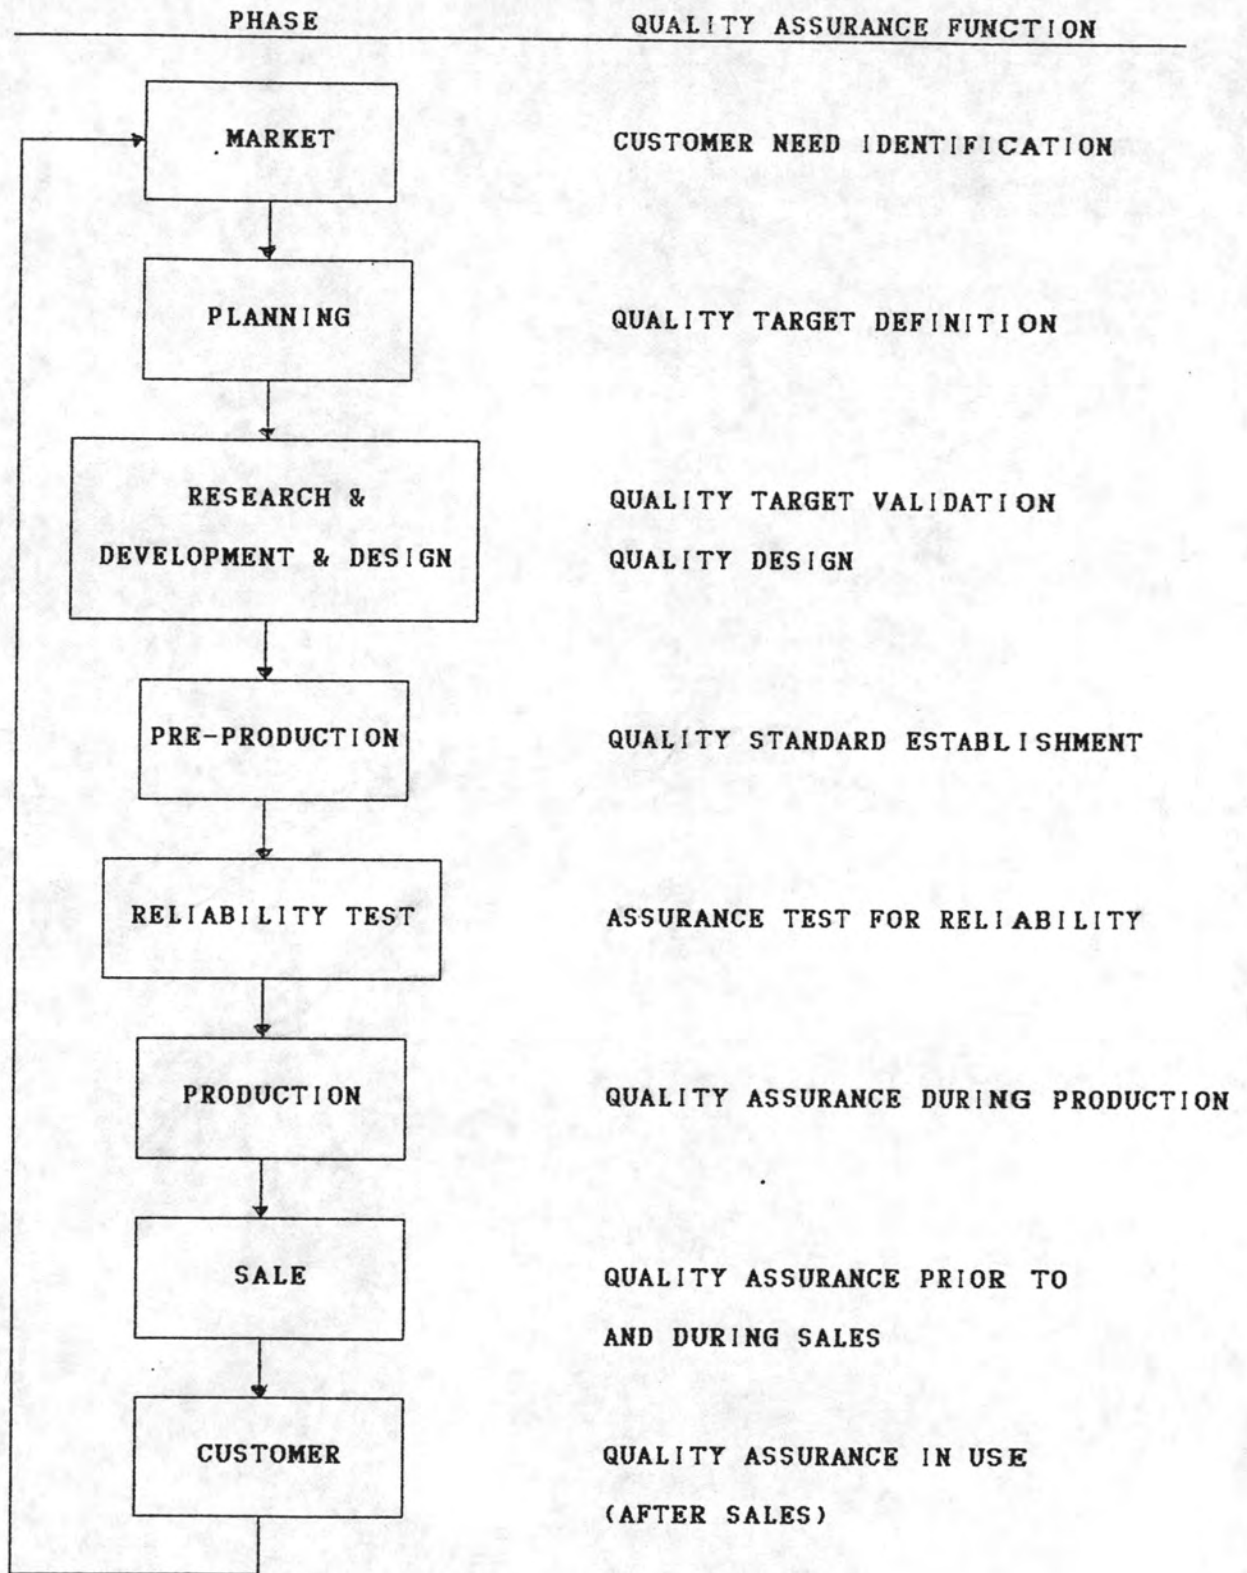 PHASE QUALITY ASSURANCE FUNCTION
MARKET CUSTOMER NEED IDENTIFICATION
PLANNING QUALITY TARGET DEFINITION
RESEARCH & QUALITY TARGET VALIDATION
DEVELOPMENT & DESIGN QUALITY DESIGN
PRE-PRODUCTION QUALITY STANDARD ESTABLISHMENT
RELIABILITY TEST ASSURANCE TEST FOR RELIABILITY
PRODUCTION QUALITY ASSURANCE DURING PRODUCTION
SALE QUALITY ASSURANCE PRIOR TO
AND DURING SALES
CUSTOMER QUALITY ASSURANCE IN USE
(AFTER SALES)